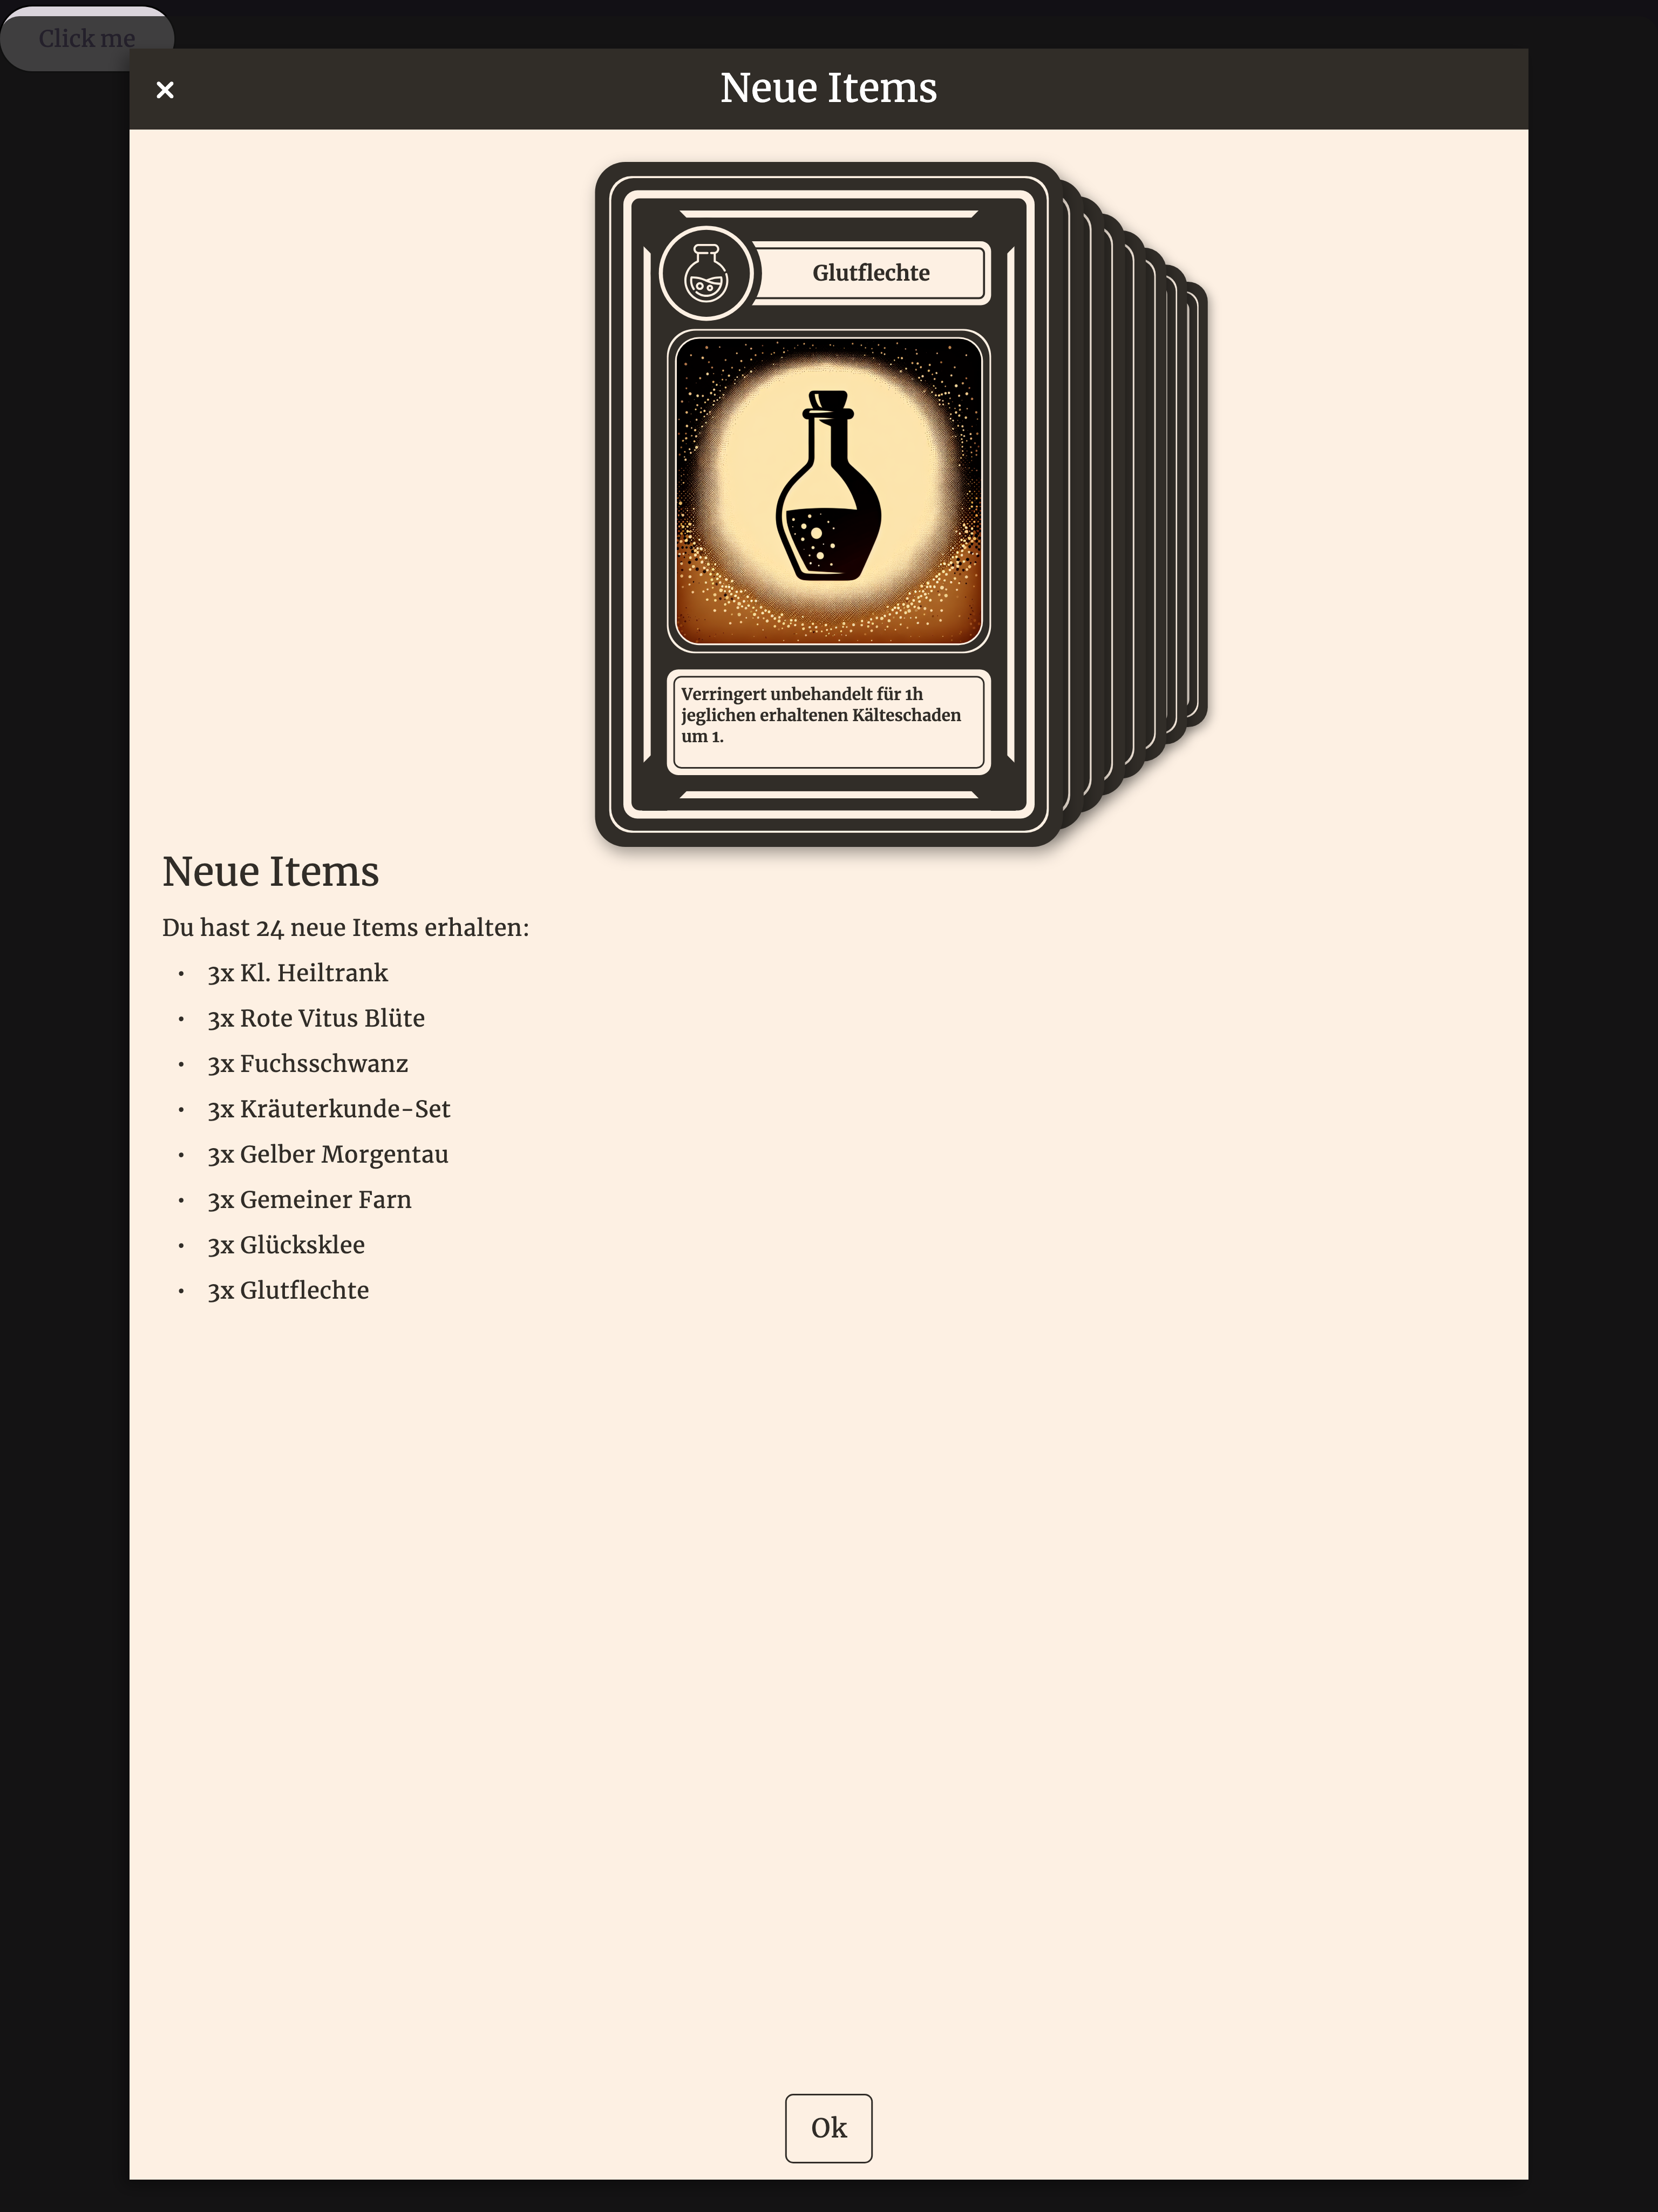 Click me
Neue Items
Glutflechte
Verringert unbehandelt für 1h
jeglichen erhaltenen Kälteschaden
um 1.
Neue Items
Du hast 24 neue Items erhalten:
• 3x Kl. Heiltrank
• 3x Rote Vitus Blüte
• 3x Fuchsschwanz
• 3x Kräuterkunde-Set
• 3x Gelber Morgentau
• 3x Gemeiner Farn
• 3x Glücksklee
• 3x Glutflechte
Ok